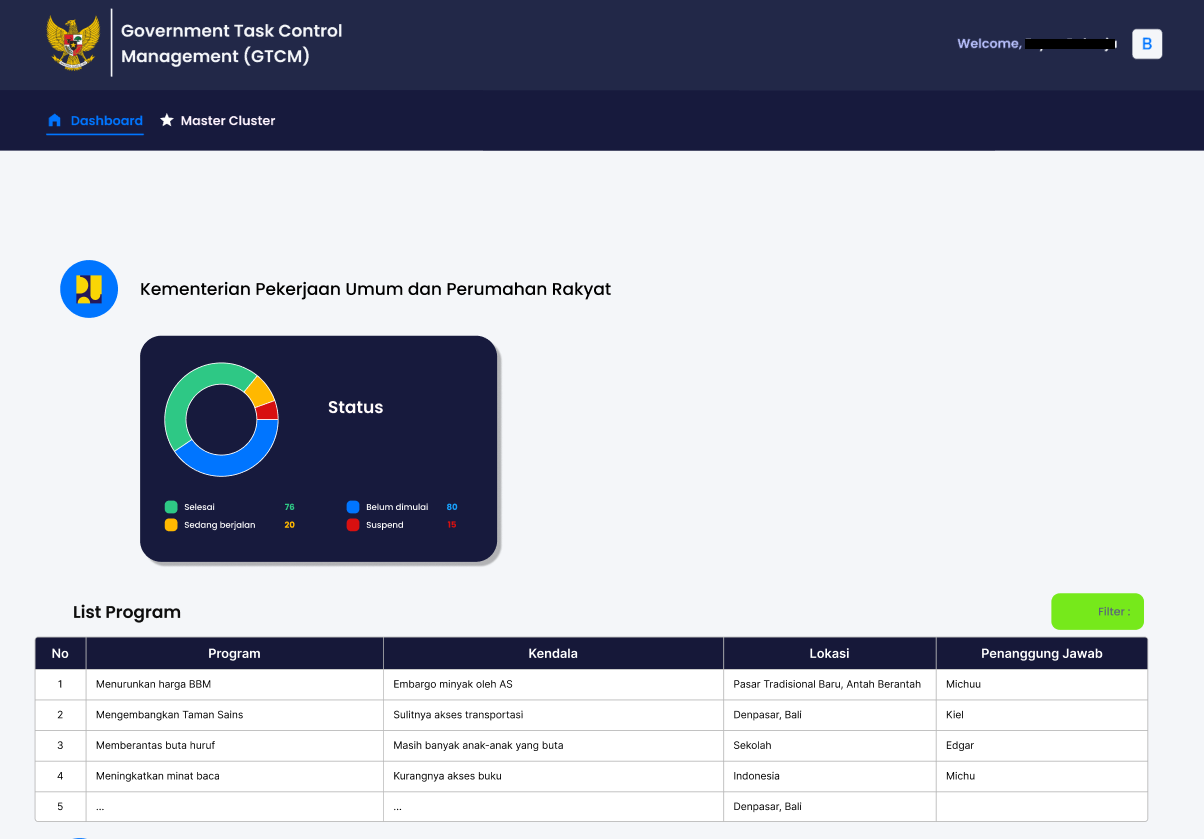 Government Task Control
Management (GTCM)
Welcome,
B
Dashboard
Master Cluster
Kementerian Pekerjaan Umum dan Perumahan Rakyat
Status
Selesai 76
Belum dimulai 80
Sedang berjalan 20
Suspend 15
List Program
Filter :
No Program Kendala Lokasi Penanggung Jawab
1 Menurunkan harga BBM Embargo minyak oleh AS Pasar Tradisional Baru, Antah Berantah Michuu
2 Mengembangkan Taman Sains Sulitnya akses transportasi Denpasar, Bali Kiel
3 Memberantas buta huruf Masih banyak anak-anak yang buta Sekolah Edgar
4 Meningkatkan minat baca Kurangnya akses buku Indonesia Michu
5 ... ... Denpasar, Bali